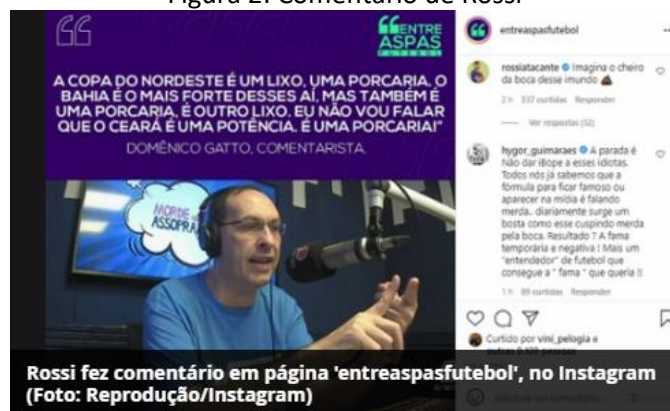 Figura 2: Comentário de Rossi
ENTRE
ASPAS
FUTEBOL
A COPA DO NORDESTE É UM LIXO, UMA PORCARIA. O
BAHIA É O MAIS FORTE DESSES AÍ, MAS TAMBÉM É
UMA PORCARIA, É OUTRO LIXO. EU NÃO VOU FALAR
QUE O CEARÁ É UMA POTÊNCIA. É UMA PORCARIA!"
DOMÊNICO GATTO, COMENTARISTA.
MORDE
ASSOPRA
entreaspasfutebol
rossiatacante Imagina o cheiro
da boca desse imundo 💩
2 h 337 curtidas Responder
Ver respostas (12)
hygor_guimaraes A parada é
Não dar iBope a esses idiotas.
Todos nós já sabemos que a
fórmula para ficar famoso ou
aparecer na mídia é falando
merda.. diariamente surge um
bosta como esse cuspindo merda
pela boca. Resultado ? A fama
temporária e negativa ! Mais um
"entendedor" de futebol que
consegue a " fama " que queria !!
1 h 89 curtidas Responder
Curtido por vini_pelogia e
Rossi fez comentário em página 'entreaspasfutebol', no Instagram
(Foto: Reprodução/Instagram)